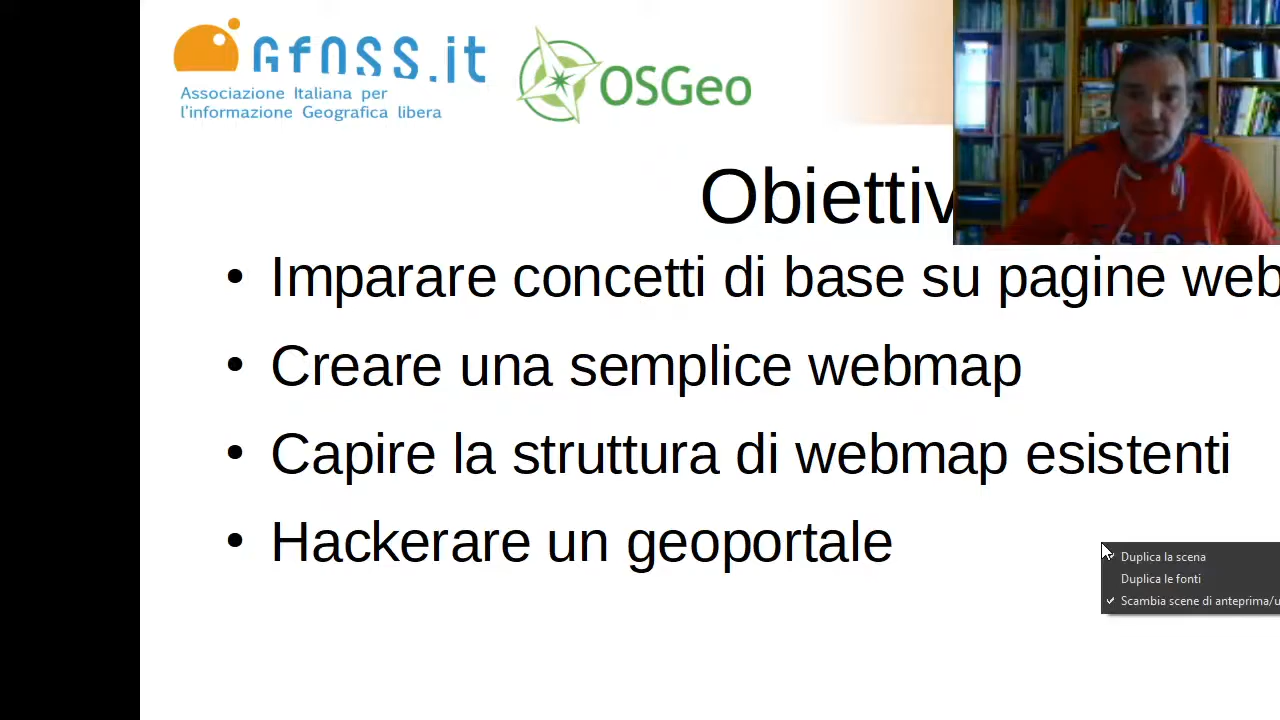 GFOSS.it
Associazione Italiana per
l'informazione Geografica libera
OSGeo
Obiettiv
• Imparare concetti di base su pagine web
• Creare una semplice webmap
• Capire la struttura di webmap esistenti
• Hackerare un geoportale
Duplica la scena
Duplica le fonti
Scambia scene di anteprima/u